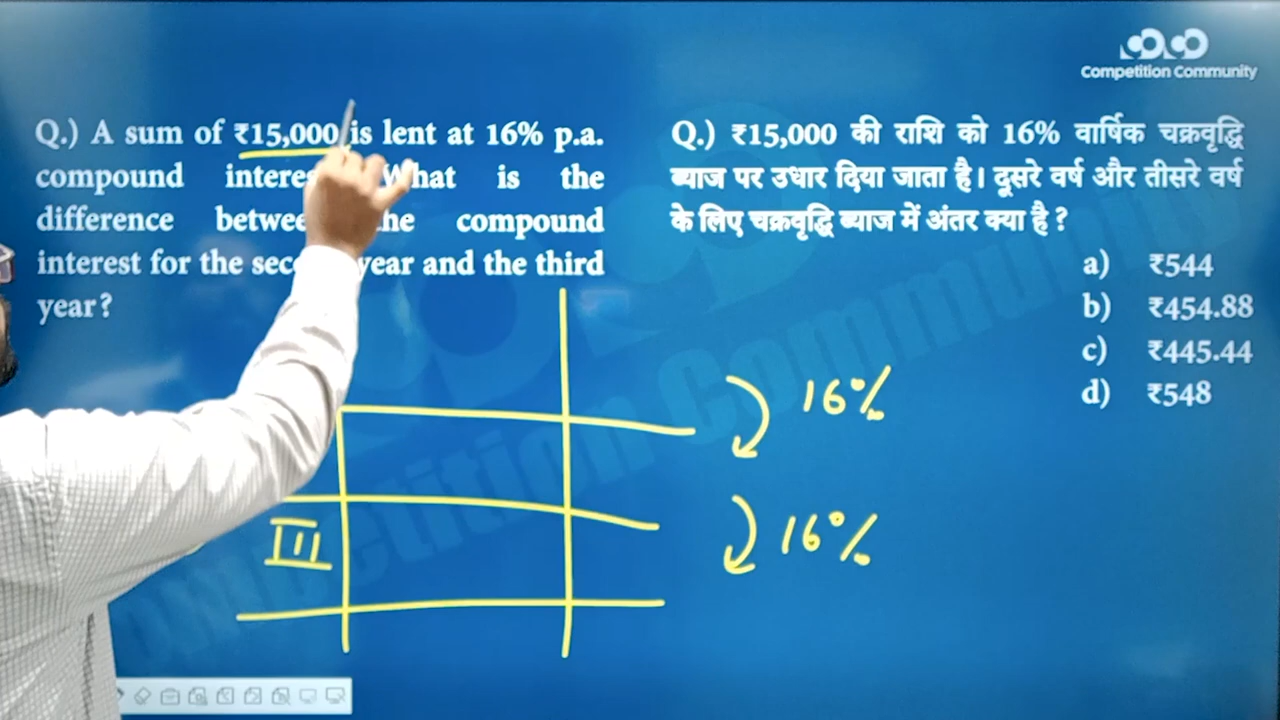 Competition Community
Q.) A sum of ₹15,000 is lent at 16% p.a.
compound What is the
difference compound
interest for the year and the third
year?
Q.) ₹15,000 की राशि को 16% वार्षिक चक्रवृद्धि
ब्याज पर उधार दिया जाता है। दूसरे वर्ष और तीसरे वर्ष
के लिए चक्रवृद्धि ब्याज में अंतर क्या है ?
a) ₹544
b) ₹454.88
c) ₹445.44
d) ₹548
16%
III
16%